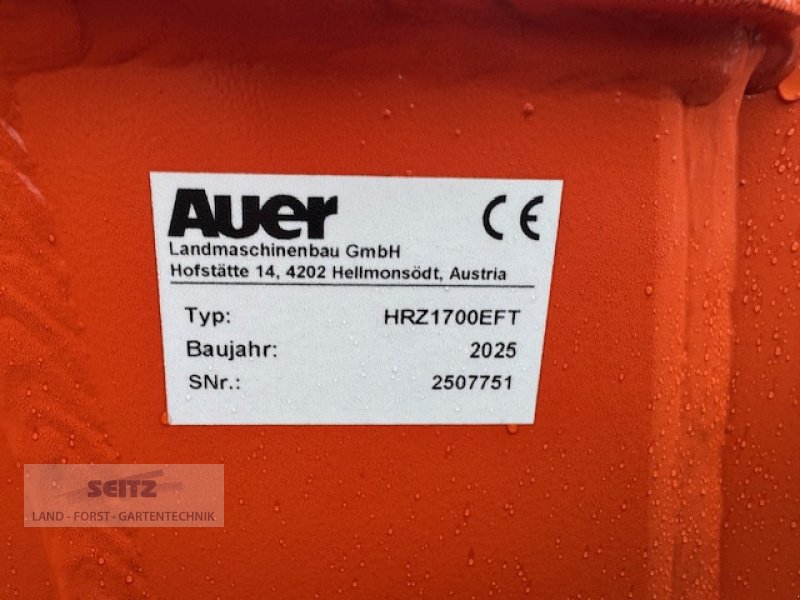 Auer CE
Landmaschinenbau GmbH
Hofstätte 14, 4202 Hellmonsödt, Austria
Typ: HRZ1700EFT
Baujahr: 2025
SNr.: 2507751
SEITZ
LAND - FORST - GARTENTECHNIK